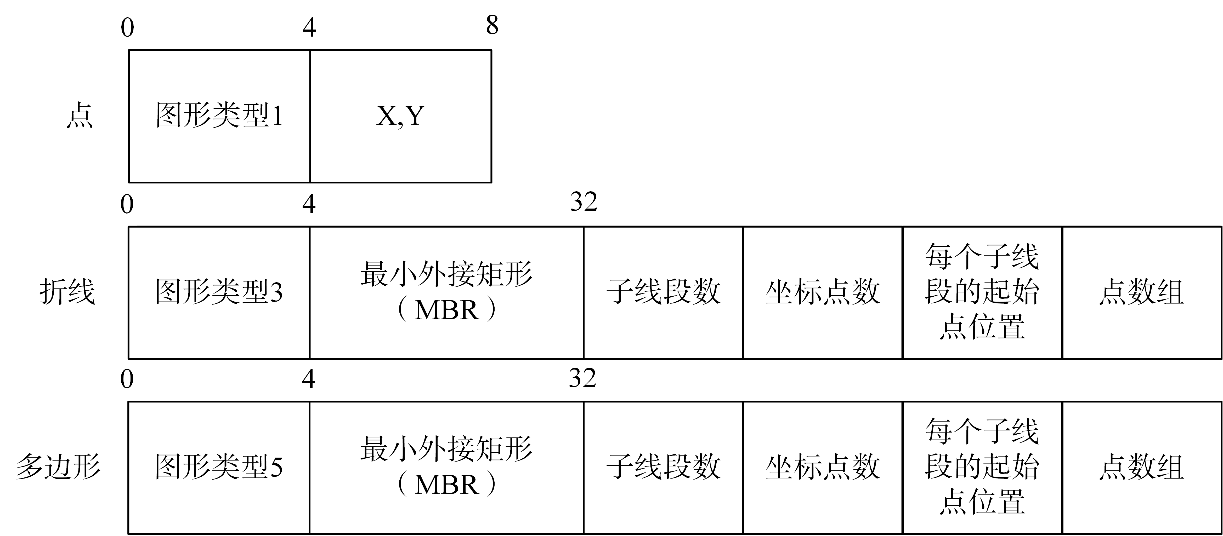 0 4 8
点 图形类型1 X,Y
0 4 32
折线 图形类型3 最小外接矩形
（MBR） 子线段数 坐标点数 每个子线
段的起始
点位置 点数组
0 4 32
多边形 图形类型5 最小外接矩形
（MBR） 子线段数 坐标点数 每个子线
段的起始
点位置 点数组